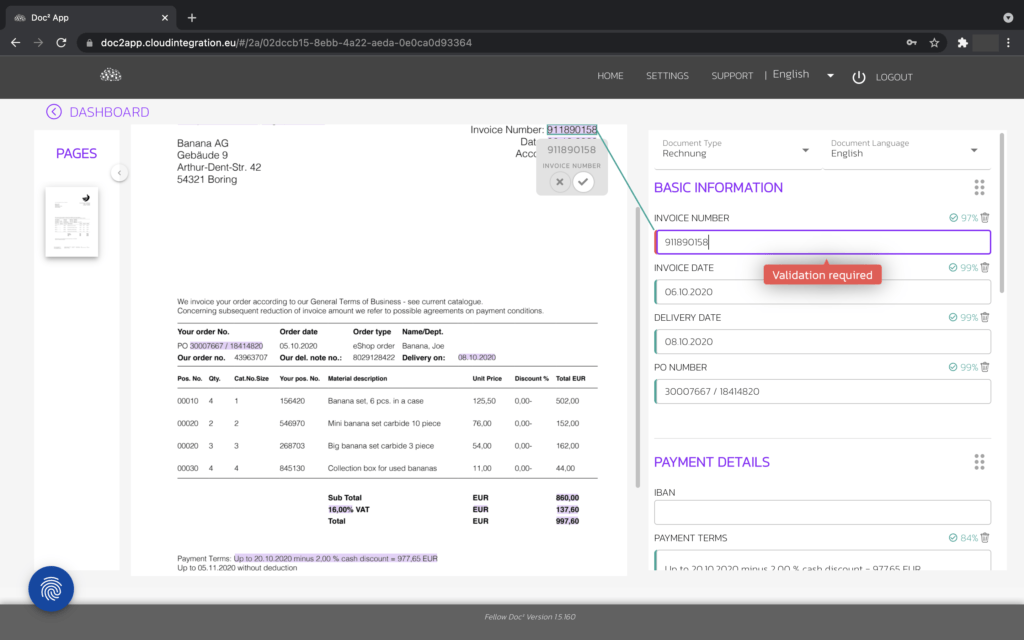 Doc² App
doc2app.cloudintegration.eu/#/2a/02dccb15-8ebb-4a22-aeda-0e0ca0d93364
HOME SETTINGS SUPPORT | English LOGOUT
DASHBOARD
PAGES
Invoice Number: 911890158
Banana AG
Gebäude 9
Arthur-Dent-Str. 42
54321 Boring
911890158
INVOICE NUMBER
We invoice your order according to our General Terms of Business - see current catalogue.
Concerning subsequent reduction of invoice amount we refer to possible agreements on payment conditions.
Your order No. Order date Order type Name/Dept.
PO 30007667 / 18414820 05.10.2020 eShop order Banana, Joe
Our order no. 43963707 Our del. note no.: 8029128422 Delivery on: 08.10.2020
Pos. No. Qty. Cat.No.Size Your pos. No. Material description Unit Price Discount % Total EUR
00010 4 1 156420 Banana set, 6 pcs. in a case 125,50 0,00- 502,00
00020 2 2 546970 Mini banana set carbide 10 piece 76,00 0,00- 152,00
00020 3 3 268703 Big banana set carbide 3 piece 54,00 0,00- 162,00
00030 4 4 845130 Collection box for used bananas 11,00 0,00- 44,00
Sub Total EUR 860,00
16,00% VAT EUR 137,60
Total EUR 997,60
Payment Terms: Up to 20.10.2020 minus 2,00 % cash discount = 977,65 EUR
Up to 05.11.2020 without deduction
Document Type
Rechnung
Document Language
English
BASIC INFORMATION
INVOICE NUMBER 97%
911890158
Validation required
INVOICE DATE 99%
06.10.2020
DELIVERY DATE 99%
08.10.2020
PO NUMBER 99%
30007667 / 18414820
PAYMENT DETAILS
IBAN
PAYMENT TERMS 84%
Up to 20.10.2020 minus 2,00 % cash discount = 977,65 EUR
Fellow Doc² Version 1.5.160